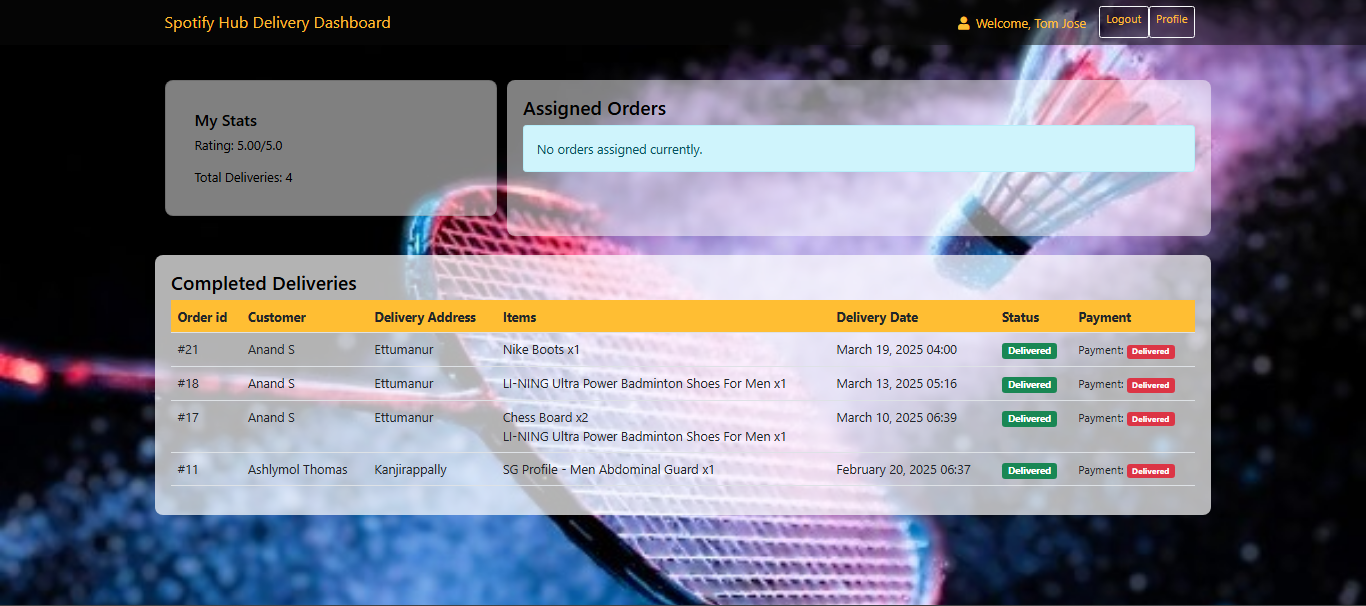 Spotify Hub Delivery Dashboard
Welcome, Tom Jose
Logout
Profile
My Stats
Rating: 5.00/5.0
Total Deliveries: 4
Assigned Orders
No orders assigned currently.
Completed Deliveries
Order id Customer Delivery Address Items Delivery Date Status Payment
#21 Anand S Ettumanur Nike Boots x1 March 19, 2025 04:00 Delivered Payment: Delivered
#18 Anand S Ettumanur LI-NING Ultra Power Badminton Shoes For Men x1 March 13, 2025 05:16 Delivered Payment: Delivered
#17 Anand S Ettumanur Chess Board x2 March 10, 2025 06:39 Delivered Payment: Delivered
LI-NING Ultra Power Badminton Shoes For Men x1
#11 Ashlymol Thomas Kanjirappally SG Profile - Men Abdominal Guard x1 February 20, 2025 06:37 Delivered Payment: Delivered